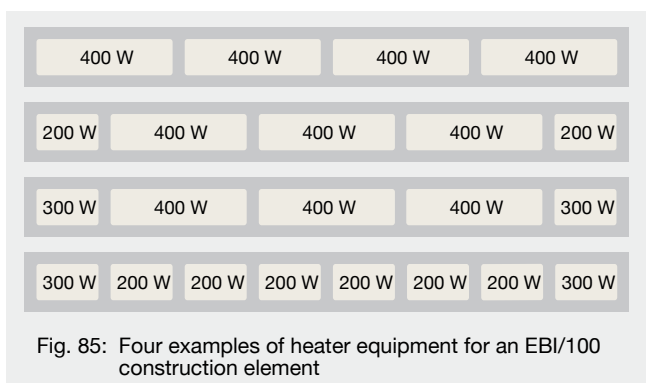 400 W 400 W 400 W 400 W
200 W 400 W 400 W 400 W 200 W
300 W 400 W 400 W 400 W 300 W
300 W 200 W 200 W 200 W 200 W 200 W 200 W 300 W
Fig. 85: Four examples of heater equipment for an EBI/100
construction element